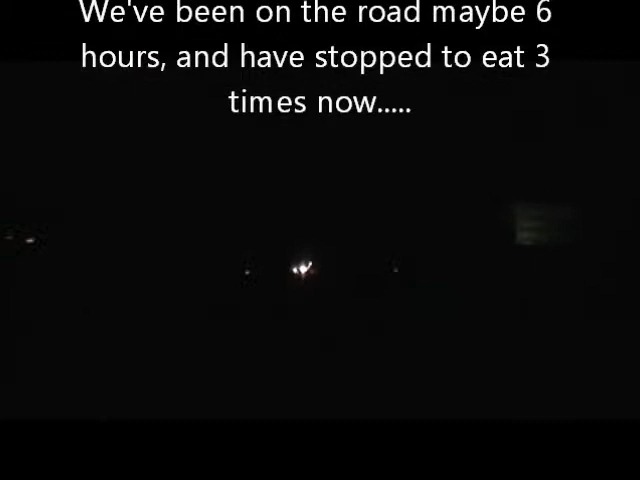 We've been on the road maybe 6
hours, and have stopped to eat 3
times now.....